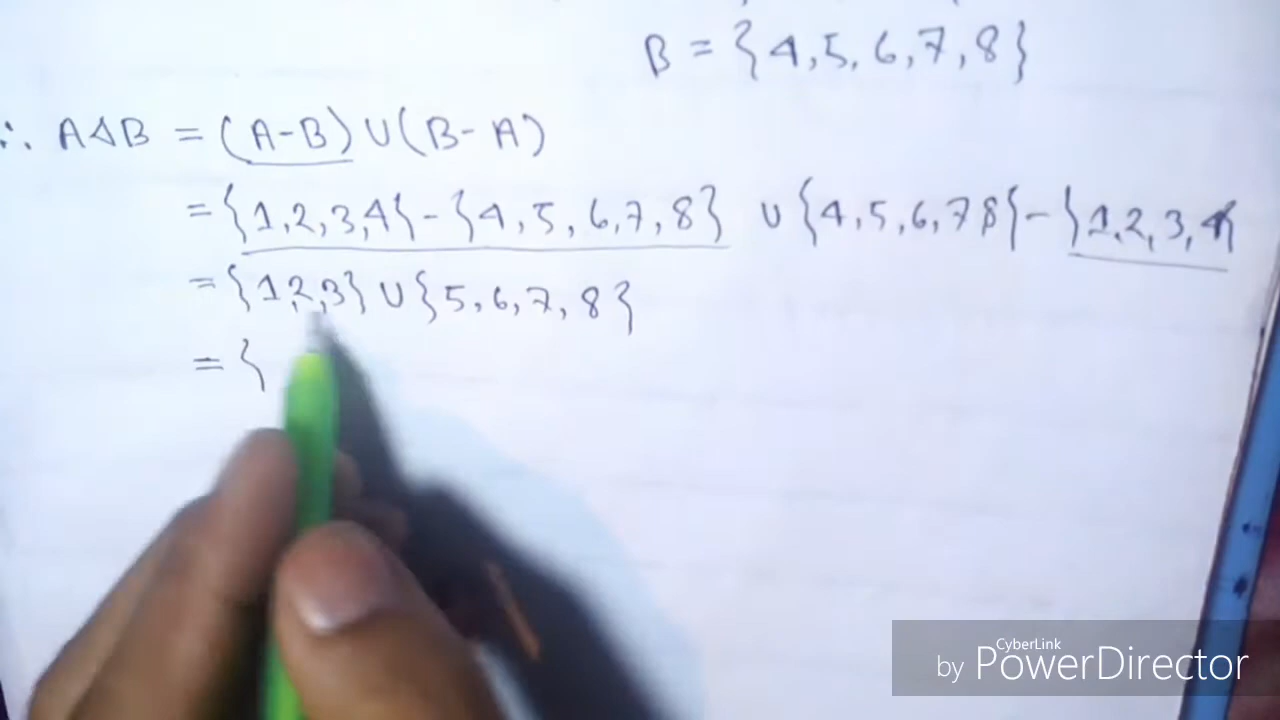 B = {4,5,6,7,8}
∴ A∆B = (A-B) ∪ (B-A)
= {1,2,3,4} - {4,5,6,7,8} ∪ {4,5,6,7 8} - {1,2,3,4}
= {1,2,3} ∪ {5,6,7,8}
= {
CyberLink
by PowerDirector